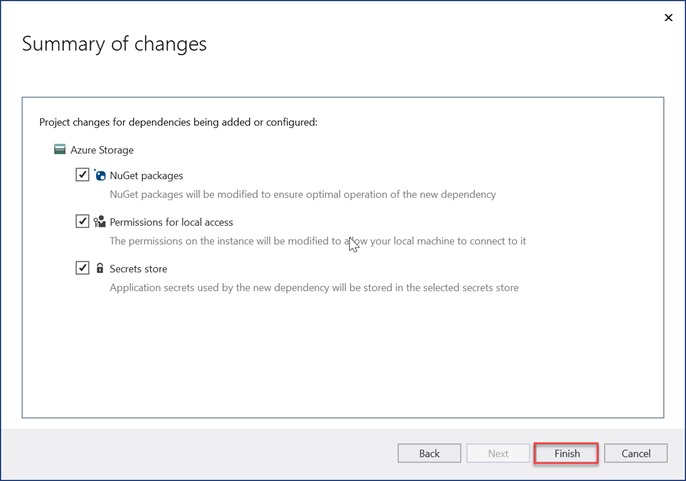 Summary of changes
Project changes for dependencies being added or configured:
Azure Storage
NuGet packages
NuGet packages will be modified to ensure optimal operation of the new dependency
Permissions for local access
The permissions on the instance will be modified to allow your local machine to connect to it
Secrets store
Application secrets used by the new dependency will be stored in the selected secrets store
Back Next Finish Cancel